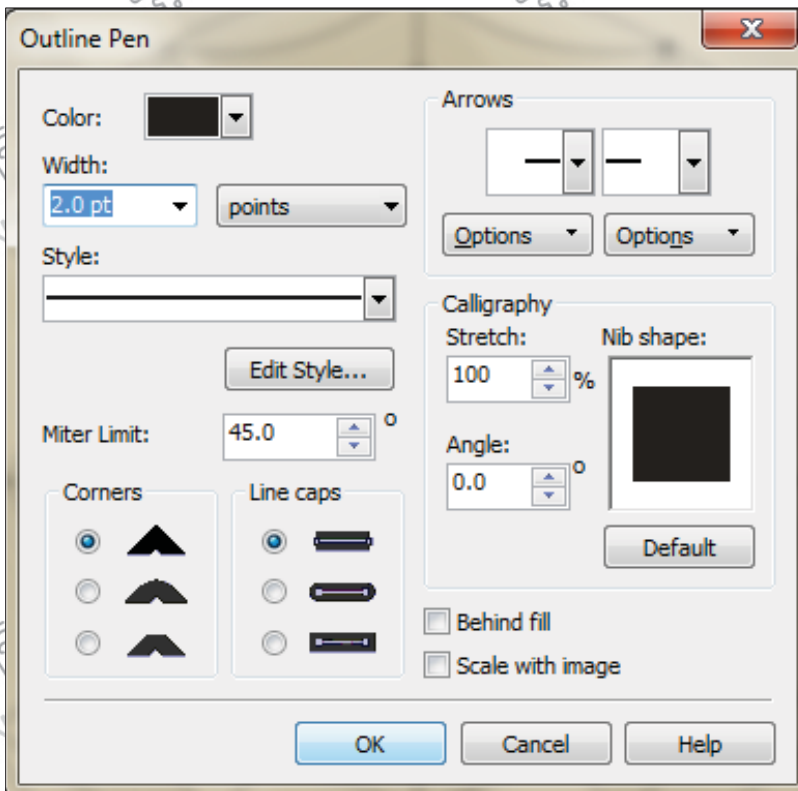 Outline Pen
Color:
Width:
2.0 pt
points
Style:
Edit Style...
Miter Limit:
45.0
o
Corners
Line caps
Arrows
Options
Options
Calligraphy
Stretch:
Nib shape:
100
%
Angle:
0.0
o
Default
Behind fill
Scale with image
OK
Cancel
Help